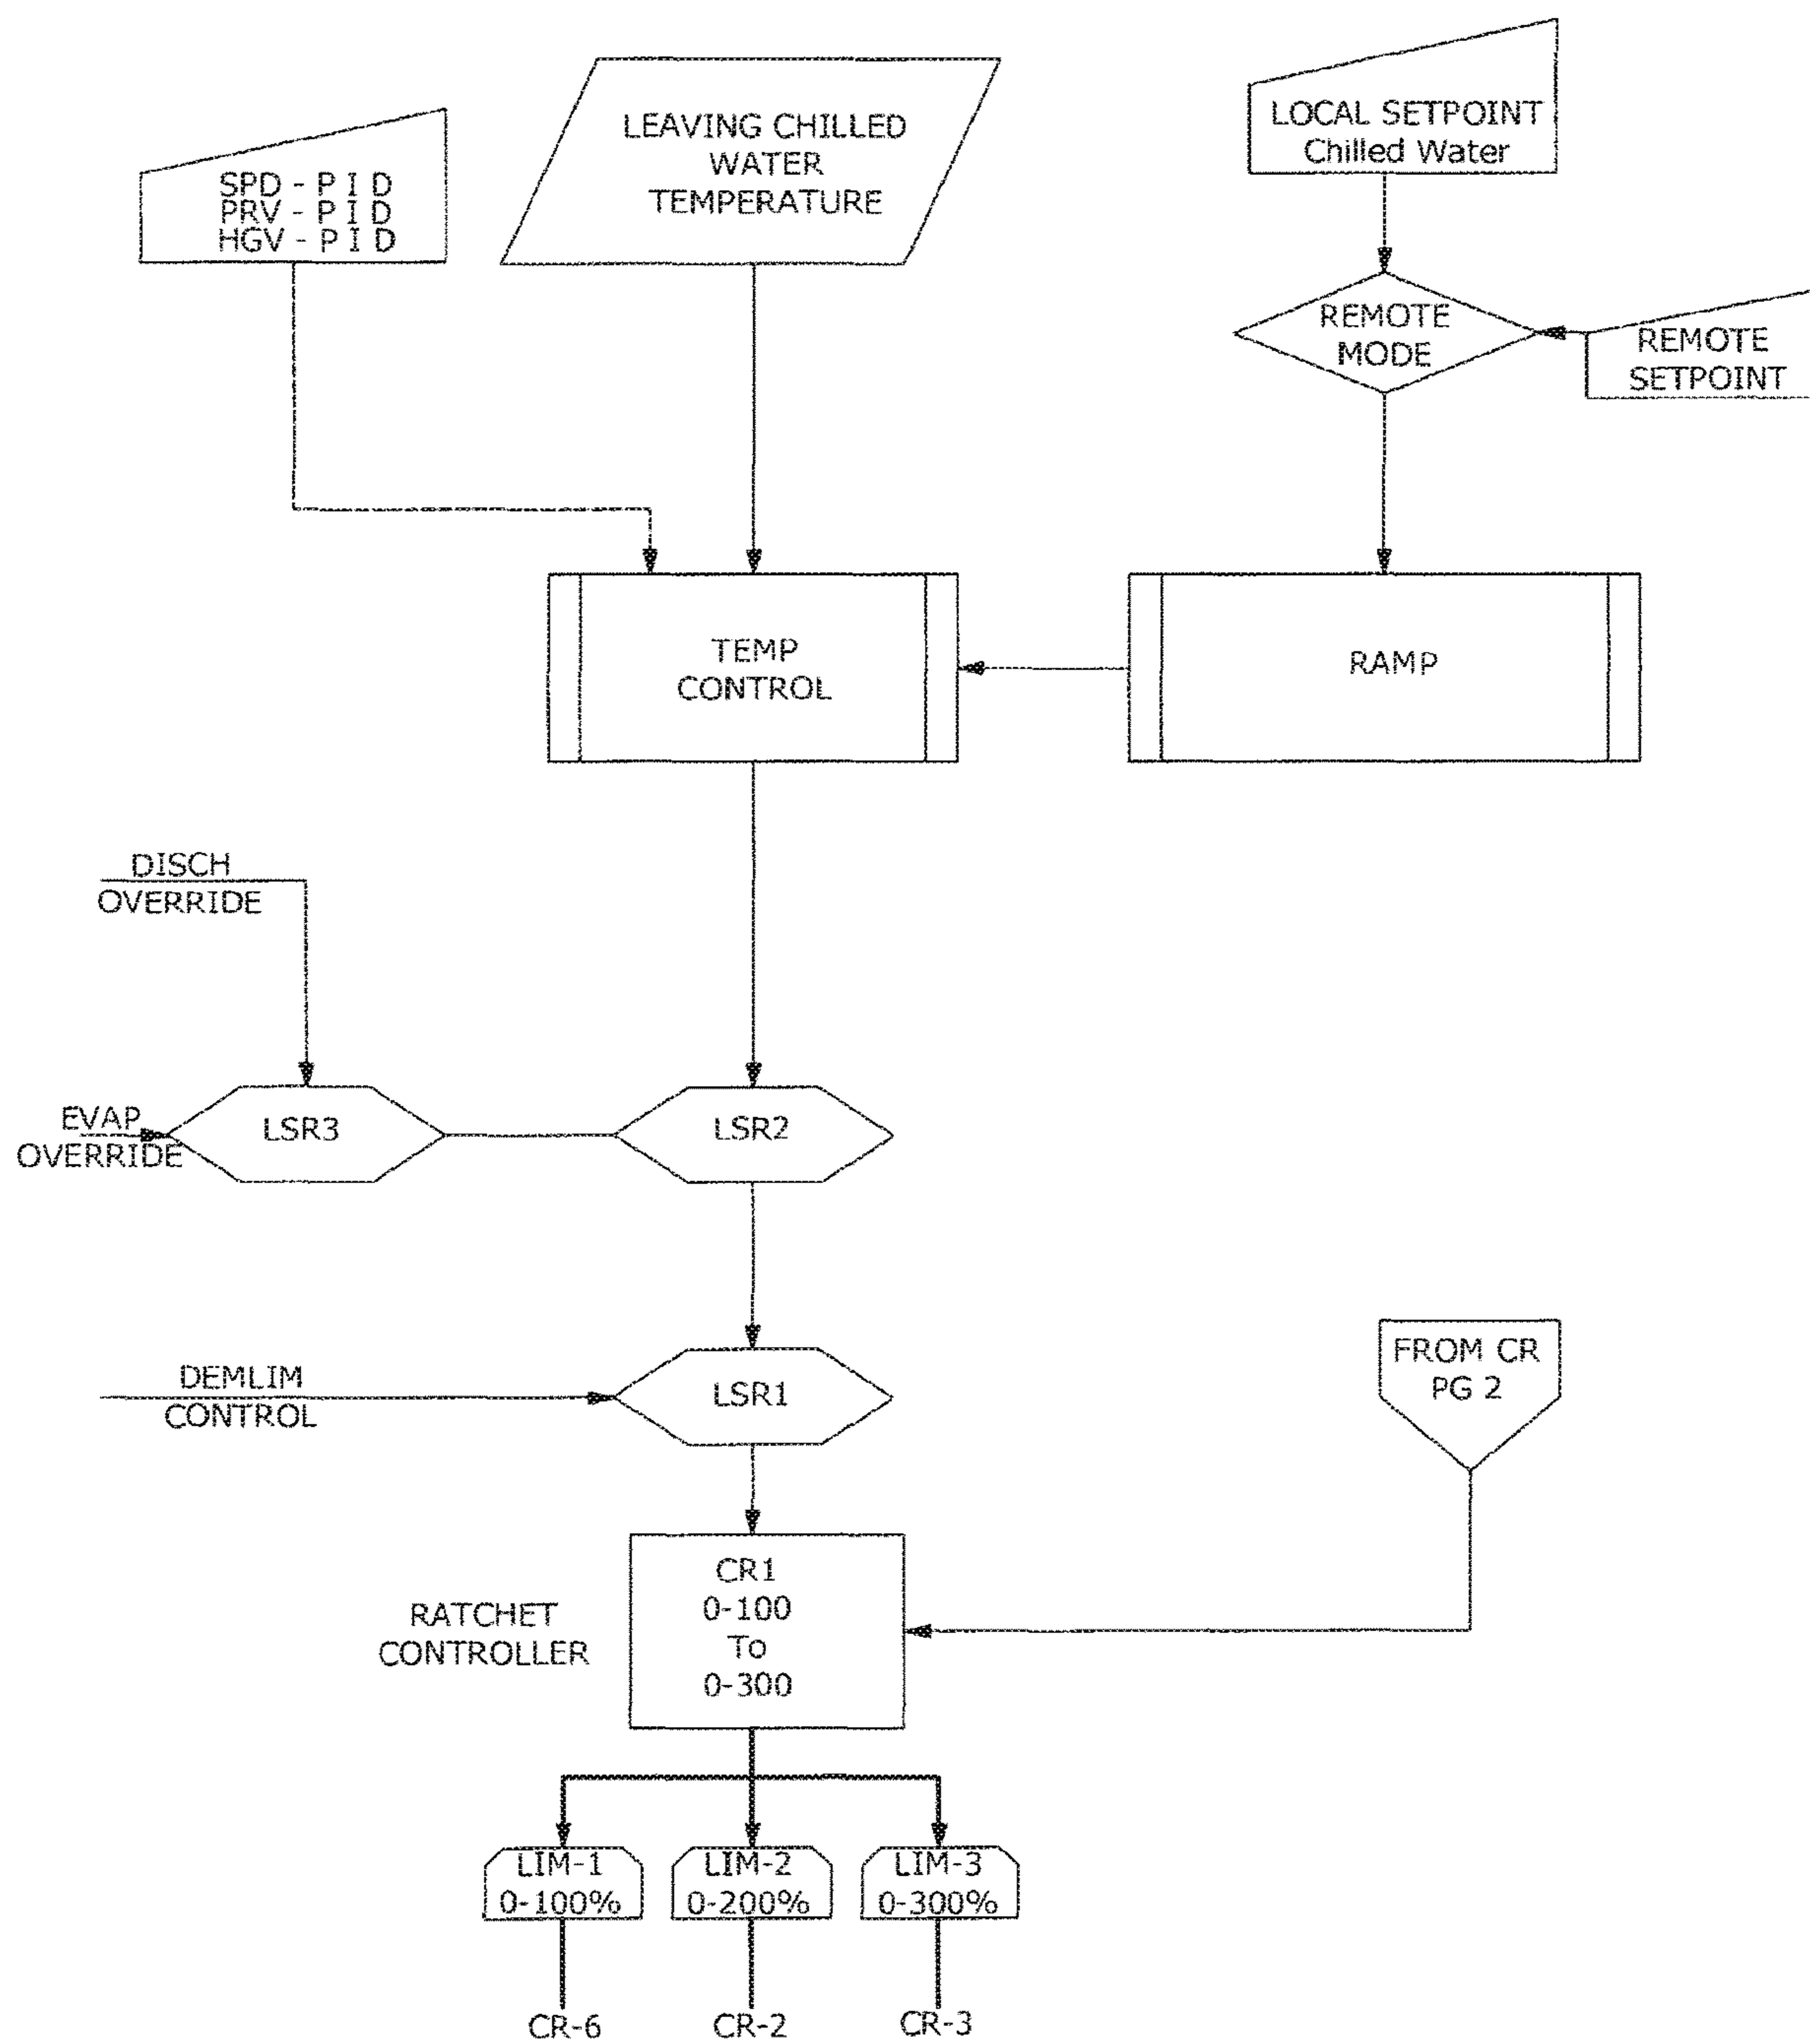 SPD - P I D
PRV - P I D
HGV - P I D
LEAVING CHILLED
WATER
TEMPERATURE
LOCAL SETPOINT
Chilled Water
REMOTE
MODE
REMOTE
SETPOINT
TEMP
CONTROL
RAMP
DISCH
OVERRIDE
EVAP
OVERRIDE
LSR3
LSR2
DEMLIM
CONTROL
LSR1
FROM CR
PG 2
RATCHET
CONTROLLER
CR1
0-100
To
0-300
LIM-1
0-100%
LIM-2
0-200%
LIM-3
0-300%
CR-6
CR-2
CR-3